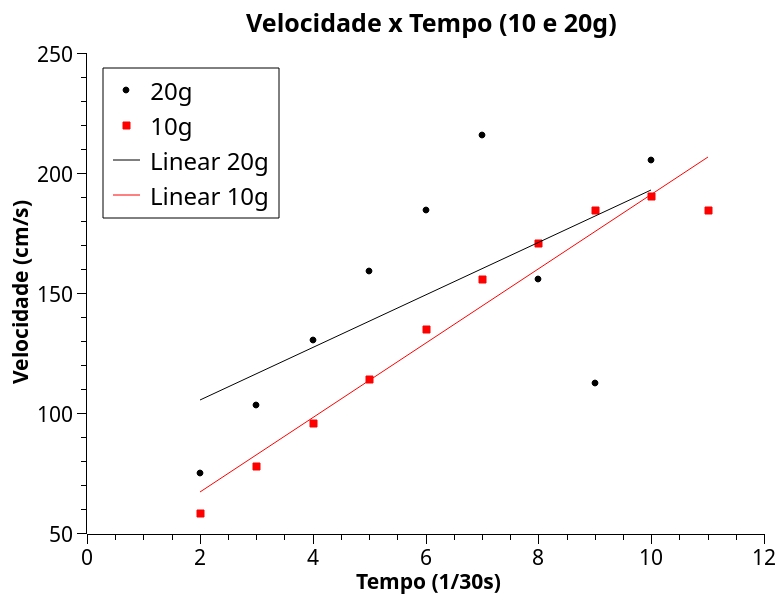 Velocidade x Tempo (10 e 20g)
250
200
150
100
50
Velocidade (cm/s)
20g
10g
Linear 20g
Linear 10g
0 2 4 6 8 10 12
Tempo (1/30s)